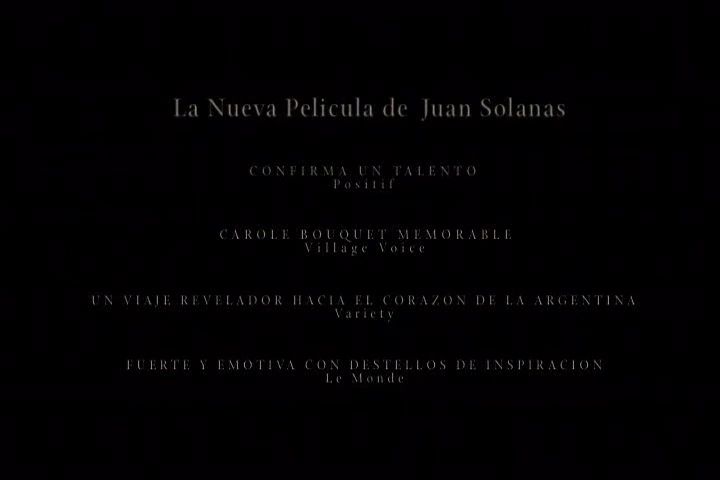 La Nueva Pelicula de Juan Solanas
CONFIRMA UN TALENTO
Positif
CAROLE BOUQUET MEMORABLE
Village Voice
UN VIAJE REVELADOR HACIA EL CORAZON DE LA ARGENTINA
Variety
FUERTE Y EMOTIVA CON DESTELLOS DE INSPIRACION
Le Monde